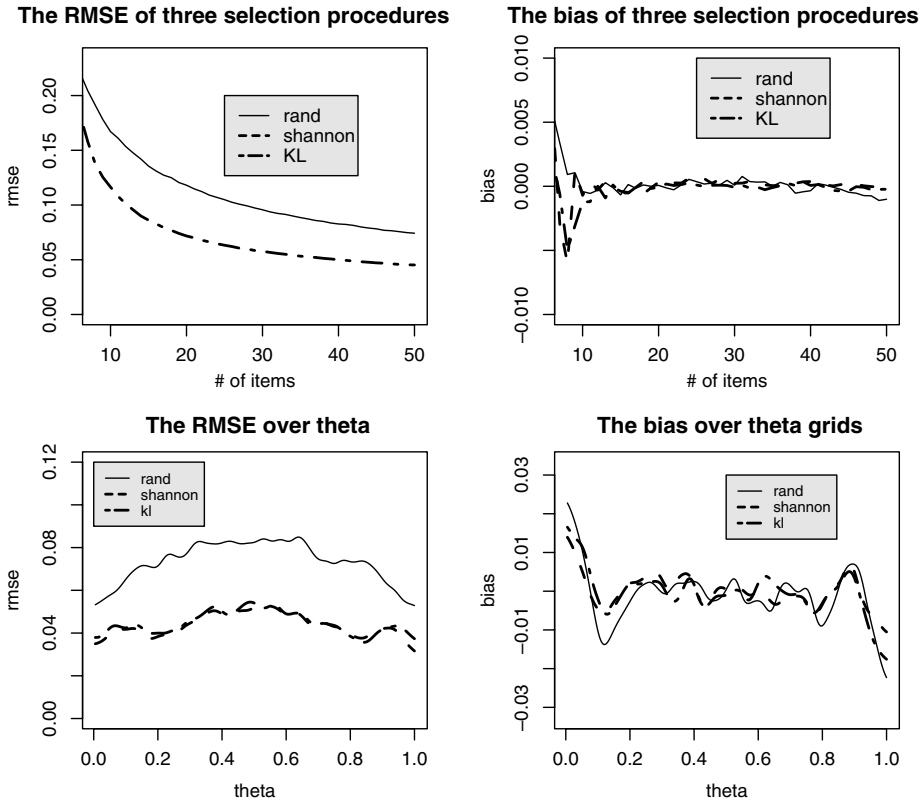 The RMSE of three selection procedures
rmse
0.00 0.05 0.10 0.15 0.20
rand
shannon
KL
10 20 30 40 50
# of items
The bias of three selection procedures
bias
−0.010 0.000 0.005 0.010
rand
shannon
KL
10 20 30 40 50
# of items
The RMSE over theta
rmse
0.00 0.04 0.08 0.12
rand
shannon
kl
0.0 0.2 0.4 0.6 0.8 1.0
theta
The bias over theta grids
bias
−0.03 −0.01 0.01 0.03
rand
shannon
kl
0.0 0.2 0.4 0.6 0.8 1.0
theta